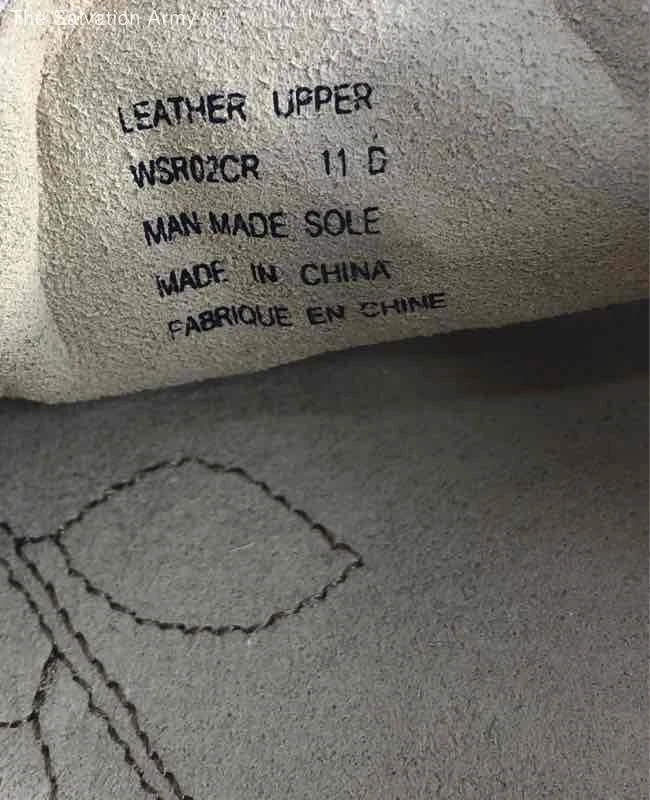 The Salvation Army
LEATHER UPPER
WSR02CR 11 D
MAN MADE SOLE
MADE IN CHINA
FABRIQUE EN CHINE